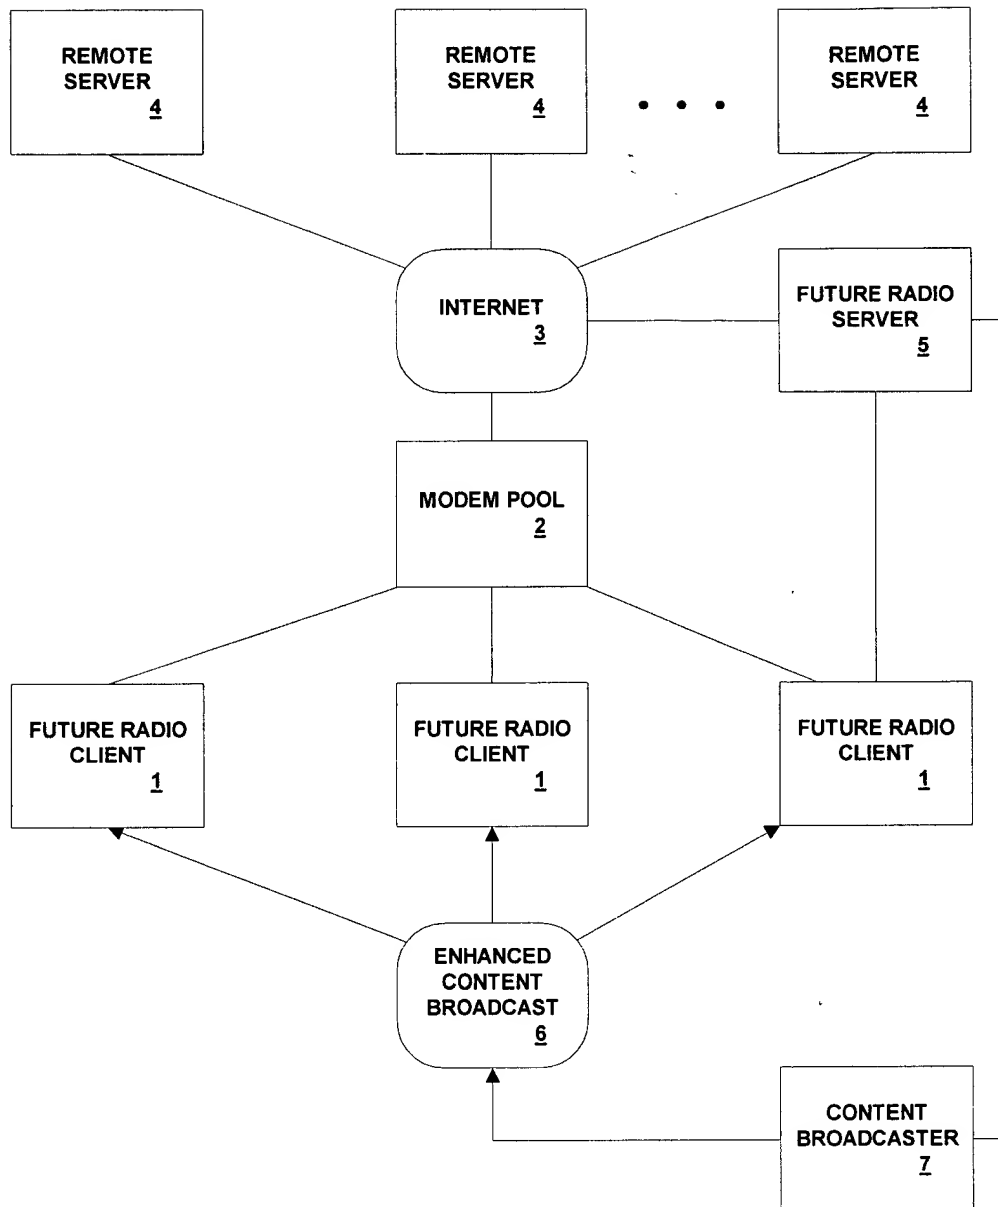 REMOTE
SERVER
4
REMOTE
SERVER
4
REMOTE
SERVER
4
INTERNET
3
FUTURE RADIO
SERVER
5
MODEM POOL
2
FUTURE RADIO
CLIENT
1
FUTURE RADIO
CLIENT
1
FUTURE RADIO
CLIENT
1
ENHANCED
CONTENT
BROADCAST
6
CONTENT
BROADCASTER
7